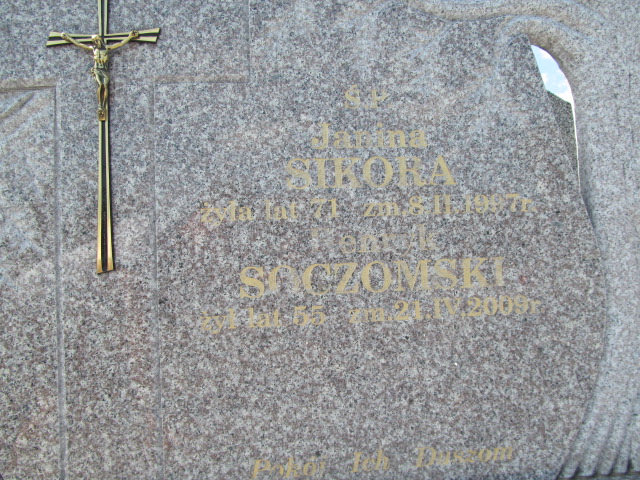 Ś.P.
Janina
SIKORA
żyła lat 71 zm.8.II.1997r.
Henryk
SOCZOMSKI
żył lat 55 zm.21.IV.2009r.
Pokój Ich Duszom